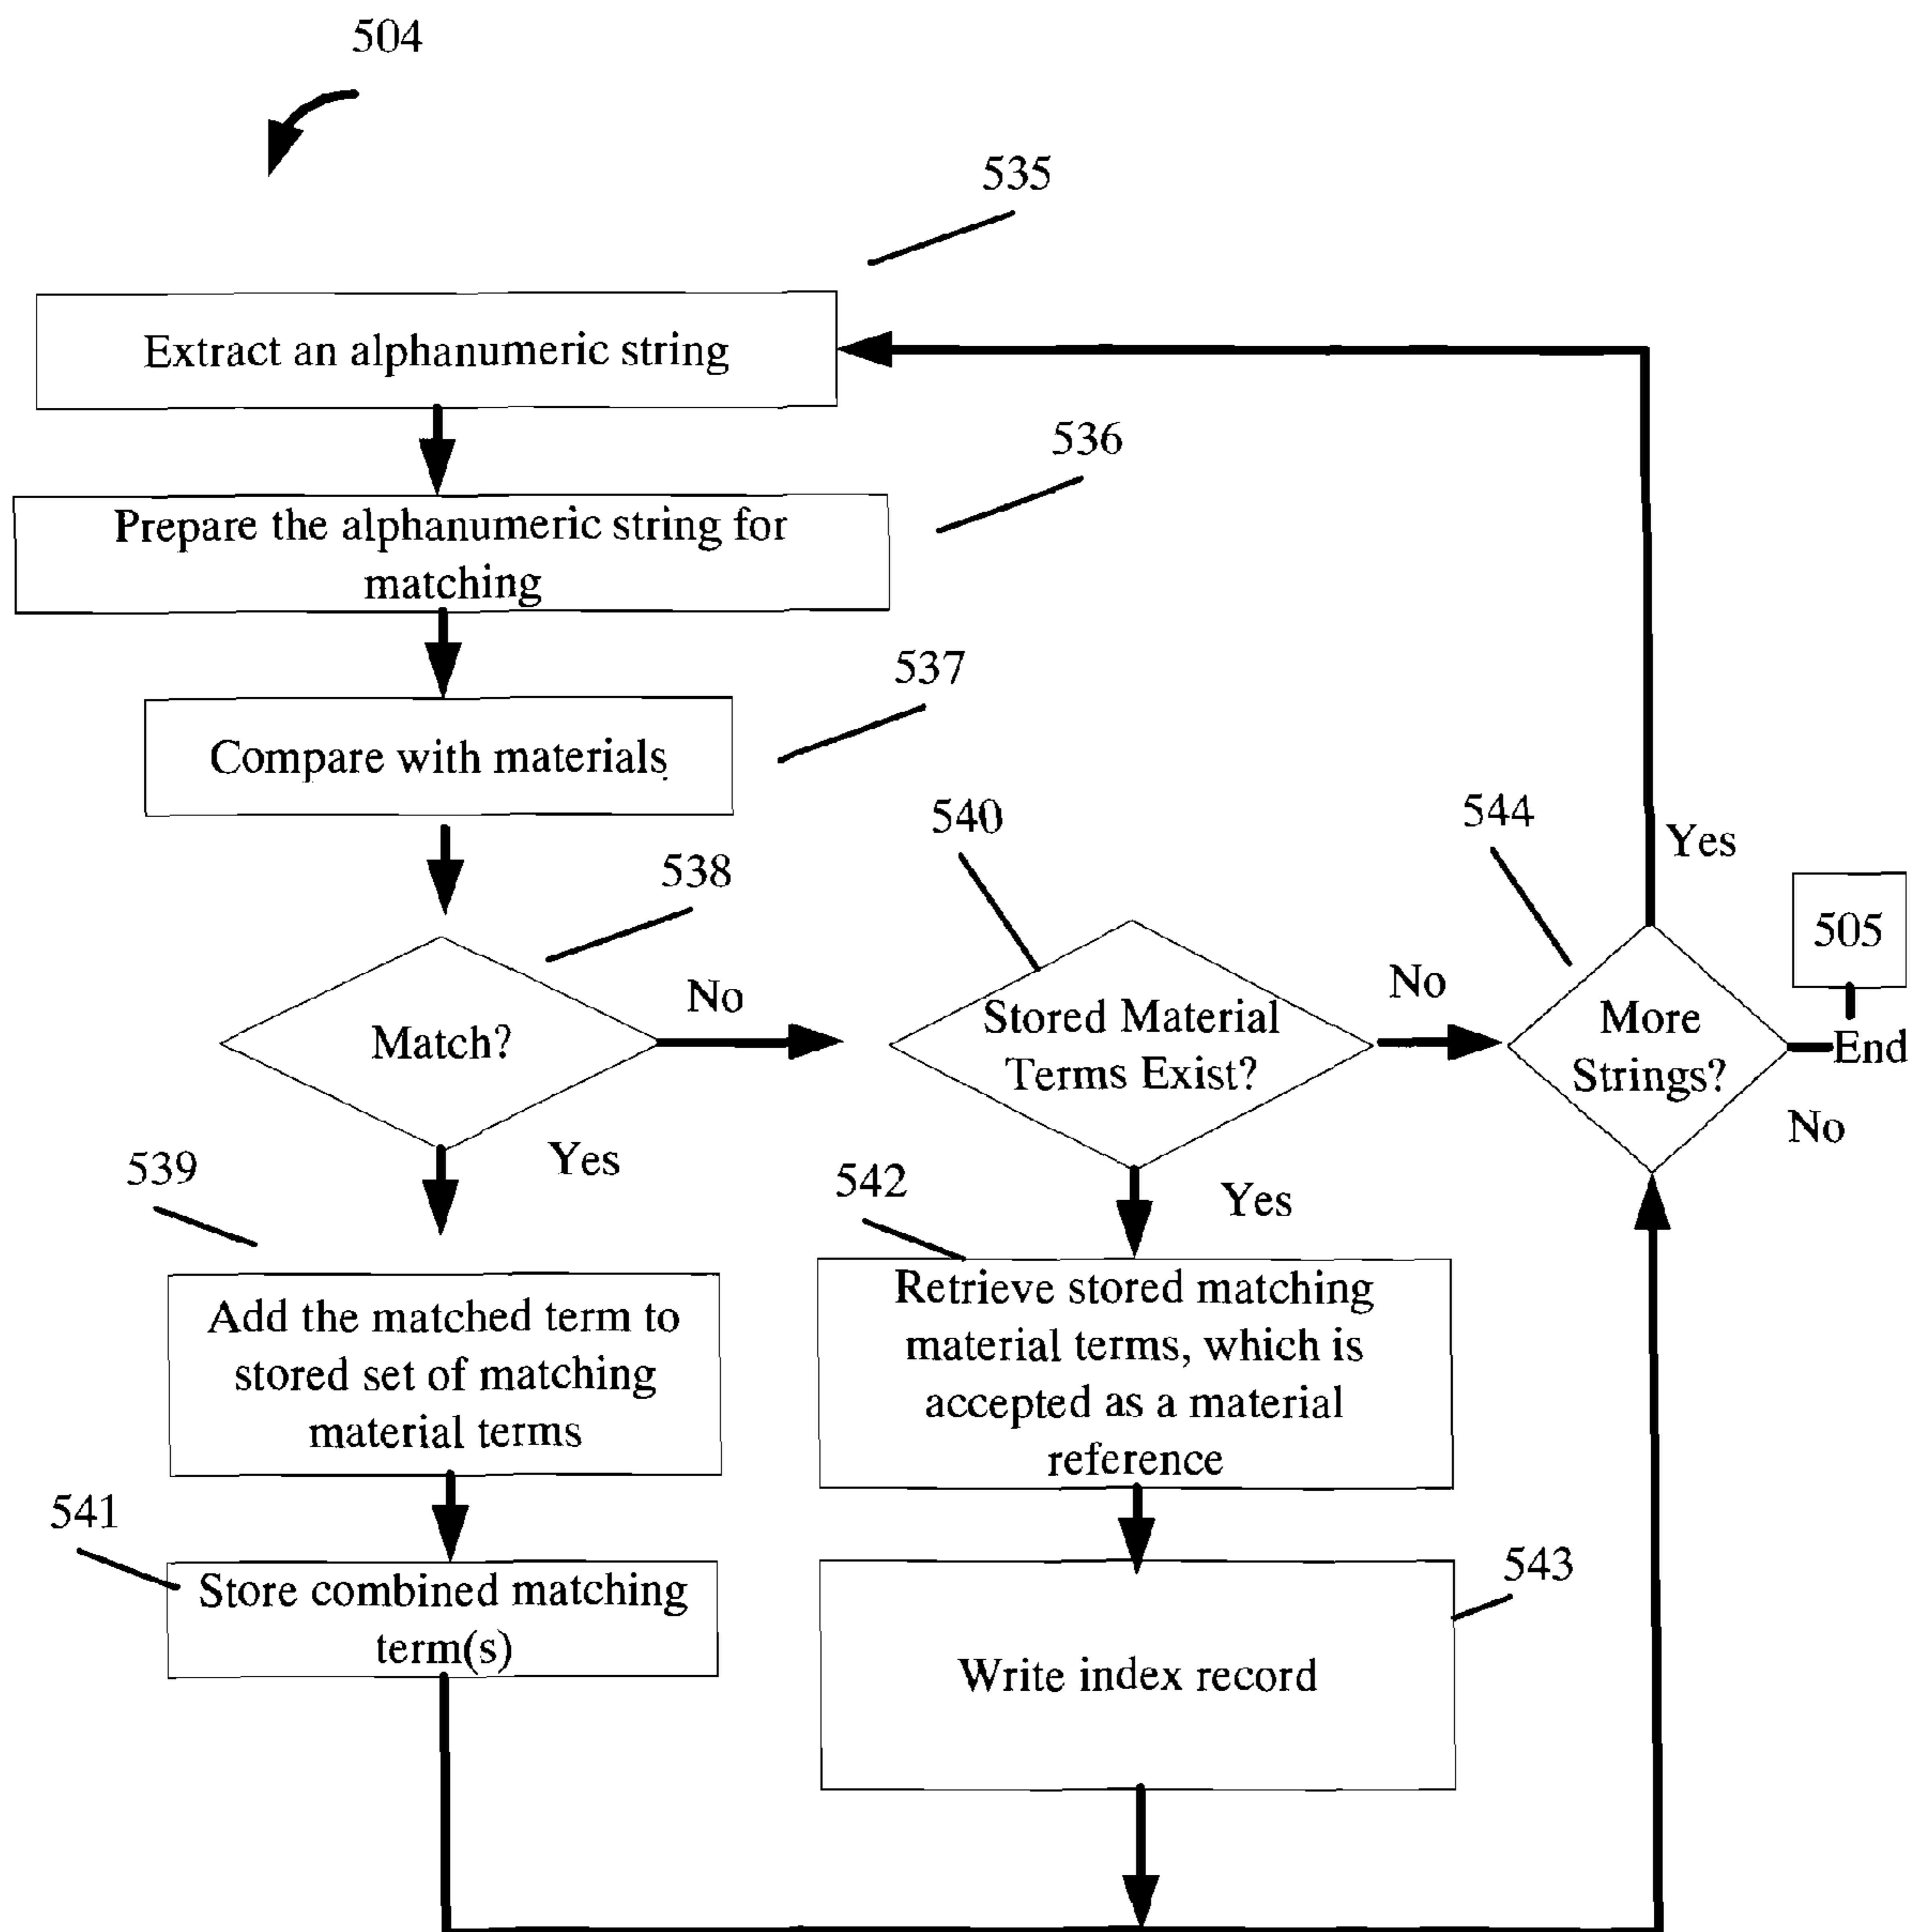 504
535
Extract an alphanumeric string
536
Prepare the alphanumeric string for
matching
537
Compare with materials
540
544
Yes
538
505
No
No
Match?
Stored Material
Terms Exist?
More
Strings?
End
No
Yes
539
542
Yes
Add the matched term to
stored set of matching
material terms
Retrieve stored matching
material terms, which is
accepted as a material
reference
541
Store combined matching
term(s)
543
Write index record